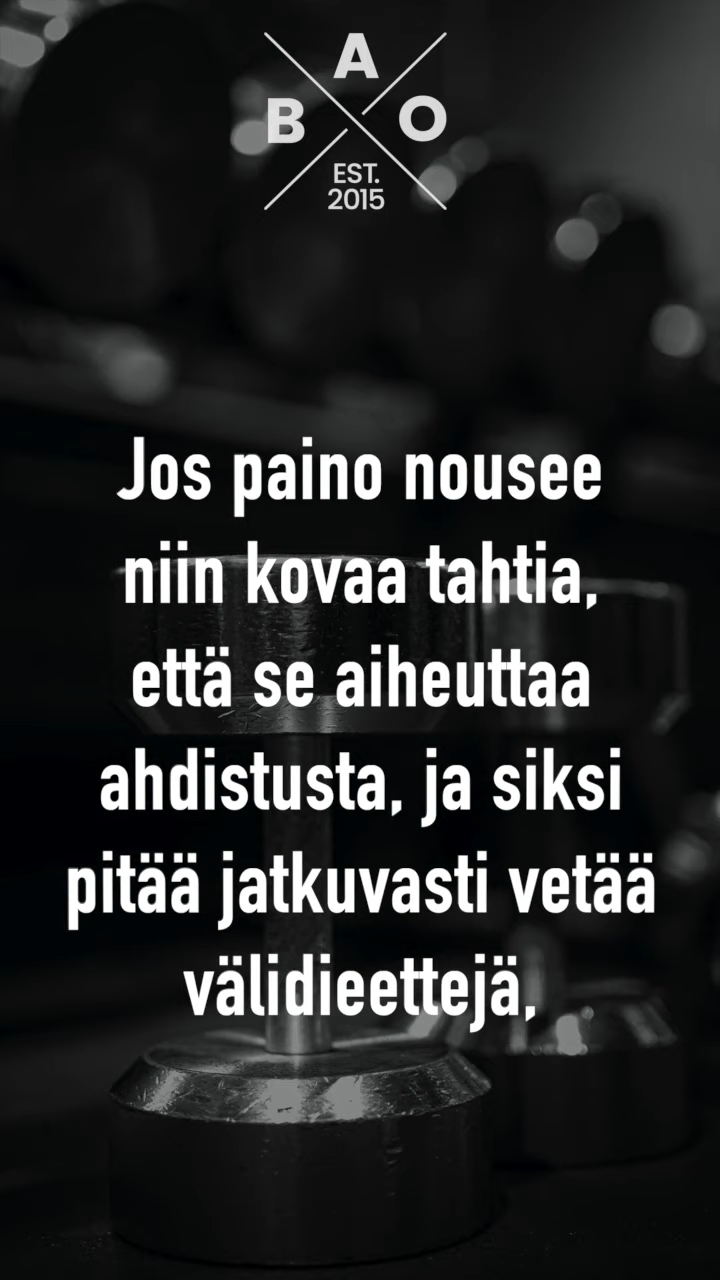 A
B O
EST.
2015
Jos paino nousee
niin kovaa tahtia,
että se aiheuttaa
ahdistusta, ja siksi
pitää jatkuvasti vetää
välidieettejä,